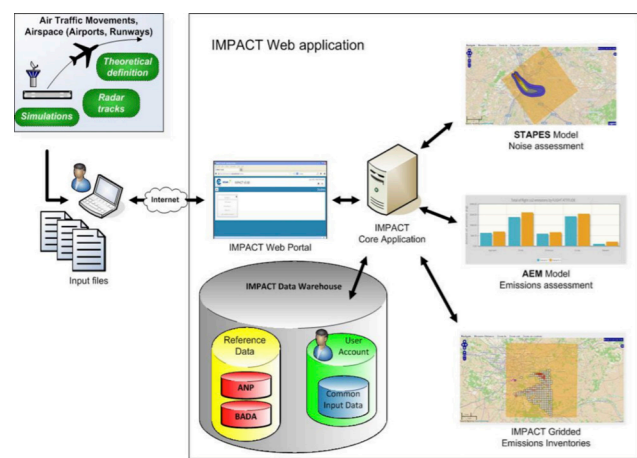 Air Traffic Movements,
Airspace (Airports, Runways)
Theoretical
definition
Radar
tracks
Simulations
Internet
Input files
IMPACT Web application
IMPACT Web Portal
IMPACT
Core Application
STAPES Model
Noise assessment
AEM Model
Emissions assessment
IMPACT Gridded
Emissions Inventories
IMPACT Data Warehouse
Reference
Data
ANP
BADA
User
Account
Common
Input Data